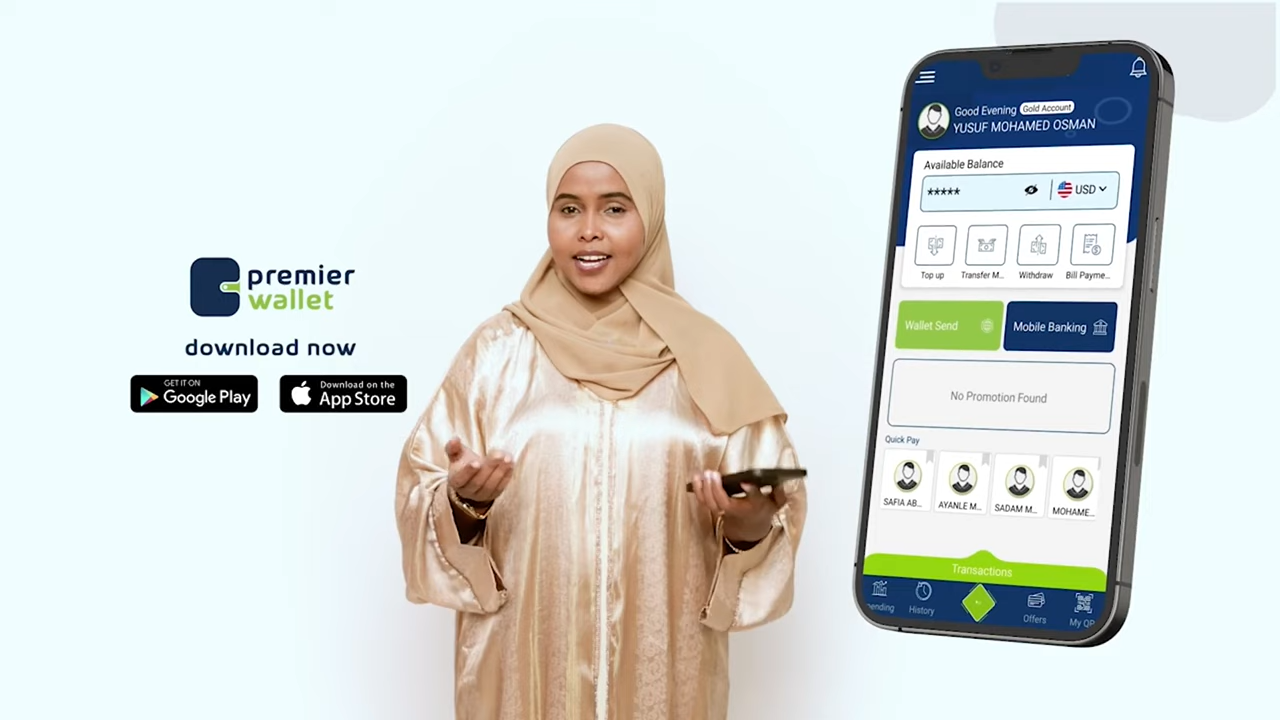 premier
wallet
download now
GET IT ON
Google Play
Download on the
App Store
Good Evening Gold Account
YUSUF MOHAMED OSMAN
Available Balance
***** USD
Top up Transfer M... Withdraw Bill Payme...
Wallet Send Mobile Banking
No Promotion Found
Quick Pay
SAFIA AB... AYANLE M... SADAM M... MOHAME...
Transactions
ending History Offers My QR